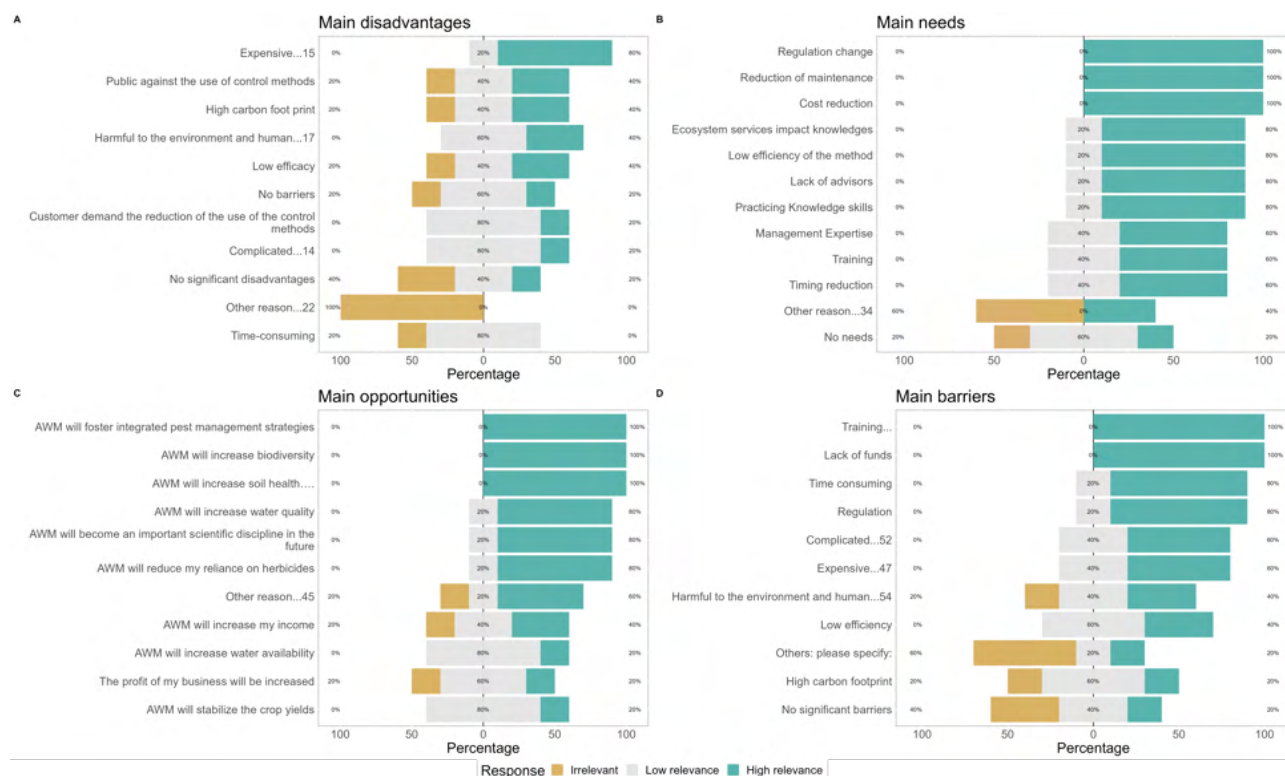 A
Main disadvantages
Expensive...15
0%
20%
80%
Public against the use of control methods
20%
40%
40%
High carbon foot print
20%
40%
40%
Harmful to the environment and human...17
0%
60%
40%
Low efficacy
20%
40%
40%
No barriers
20%
60%
20%
Customer demand the reduction of the use of the control
methods
0%
80%
20%
Complicated...14
0%
80%
20%
No significant disadvantages
40%
40%
20%
Other reason...22
100%
0%
0%
Time-consuming
20%
80%
0%
100
50
0
50
100
Percentage
B
Main needs
Regulation change
0%
0%
100%
Reduction of maintenance
0%
0%
100%
Cost reduction
0%
0%
100%
Ecosystem services impact knowledges
0%
20%
80%
Low efficiency of the method
0%
20%
80%
Lack of advisors
0%
20%
80%
Practicing Knowledge skills
0%
20%
80%
Management Expertise
0%
40%
60%
Training
0%
40%
60%
Timing reduction
0%
40%
60%
Other reason...34
60%
0%
40%
No needs
20%
60%
20%
100
50
0
50
100
Percentage
C
Main opportunities
AWM will foster integrated pest management strategies
0%
0%
100%
AWM will increase biodiversity
0%
0%
100%
AWM will increase soil health....
0%
0%
100%
AWM will increase water quality
0%
20%
80%
AWM will become an important scientific discipline in the
future
0%
20%
80%
AWM will reduce my reliance on herbicides
0%
20%
80%
Other reason...45
20%
20%
60%
AWM will increase my income
20%
40%
40%
AWM will increase water availability
0%
80%
20%
The profit of my business will be increased
20%
60%
20%
AWM will stabilize the crop yields
0%
80%
20%
100
50
0
50
100
Percentage
D
Main barriers
Training...
0%
0%
100%
Lack of funds
0%
0%
100%
Time consuming
0%
20%
80%
Regulation
0%
20%
80%
Complicated...52
0%
40%
60%
Expensive...47
0%
40%
60%
Harmful to the environment and human...54
20%
40%
40%
Low efficiency
0%
60%
40%
Others: please specify:
60%
20%
20%
High carbon footprint
20%
60%
20%
No significant barriers
40%
40%
20%
100
50
0
50
100
Percentage
Response
Irrelevant
Low relevance
High relevance